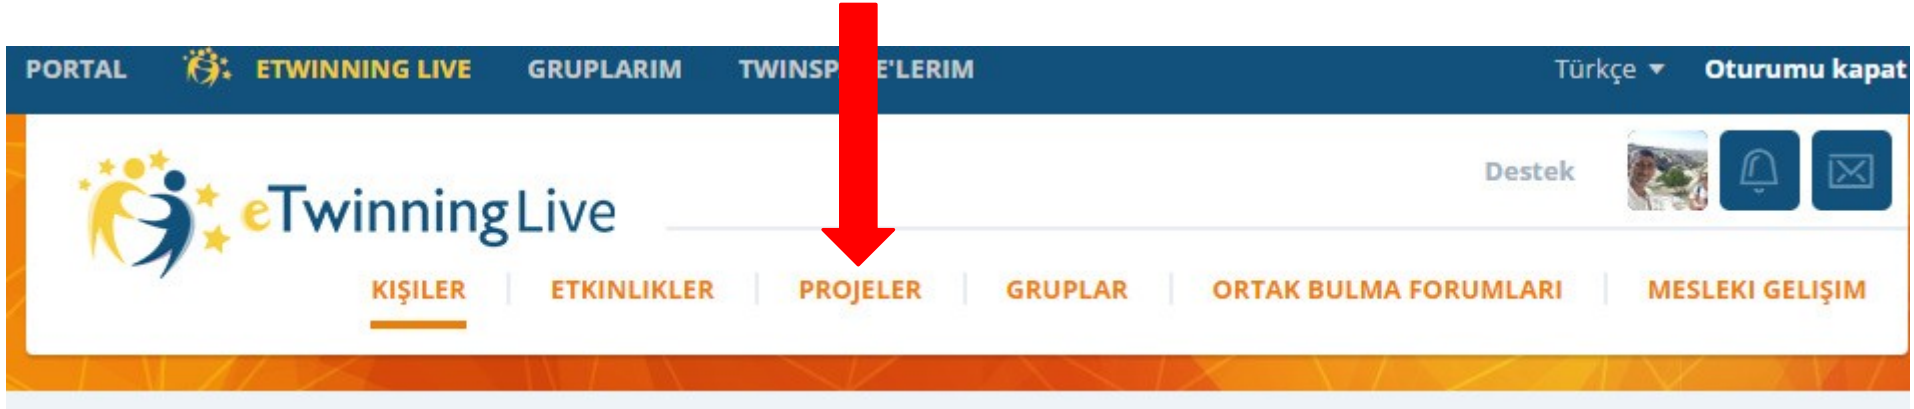 PORTAL ETWINNING LIVE GRUPLARIM TWINSP E'LERIM Türkçe Oturumu kapat
Destek
eTwinning Live
KIŞILER ETKINLIKLER PROJELER GRUPLAR ORTAK BULMA FORUMLARI MESLEKI GELIŞIM